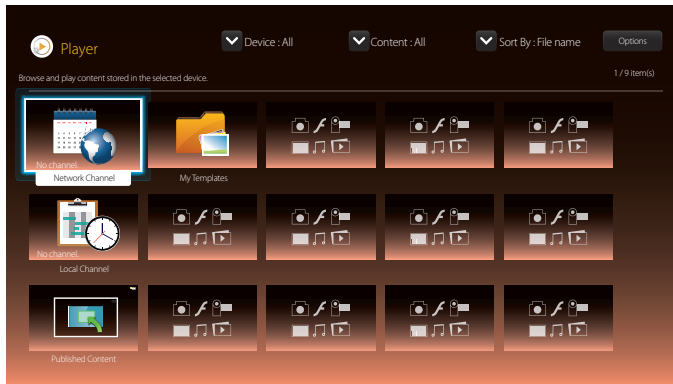 Player
Device : All
Content : All
Sort By : File name
Options
Browse and play content stored in the selected device.
1 / 9 item(s)
No channel.
Network Channel
My Templates
No channel.
Local Channel
Published Content